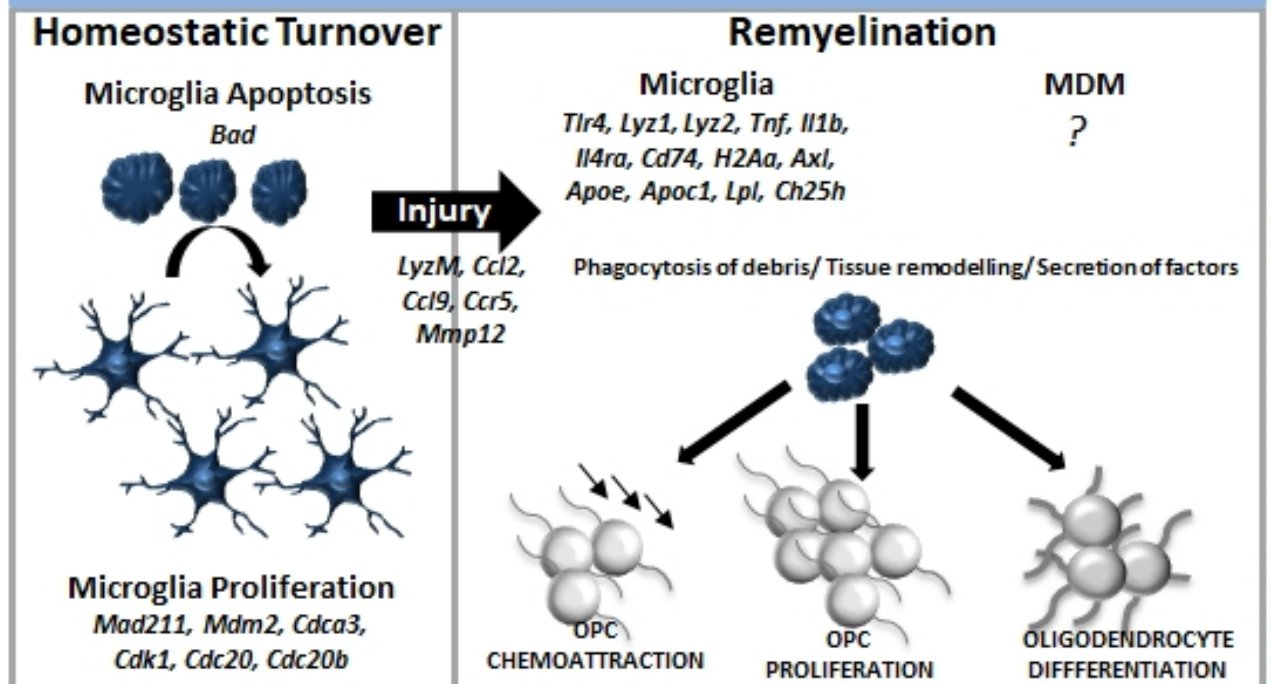 Homeostatic Turnover
Microglia Apoptosis
Bad
Microglia Proliferation
Mad211, Mdm2, Cdca3,
Cdk1, Cdc20, Cdc20b
Injury
LyzM, Ccl2,
Ccl9, Ccr5,
Mmp12
Remyelination
Microglia
Tlr4, Lyz1, Lyz2, Tnf, Il1b,
Il4ra, Cd74, H2Aa, Axl,
Apoe, Apoc1, Lpl, Ch25h
MDM
?
Phagocytosis of debris/ Tissue remodelling/ Secretion of factors
OPC
CHEMOATTRACTION
OPC
PROLIFERATION
OLIGODENDROCYTE
DIFFFERENTIATION